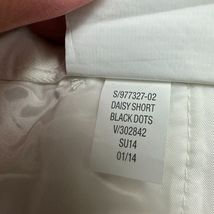 S/977327-02
DAISY SHORT
BLACK DOTS
V/302842
SU14
01/14